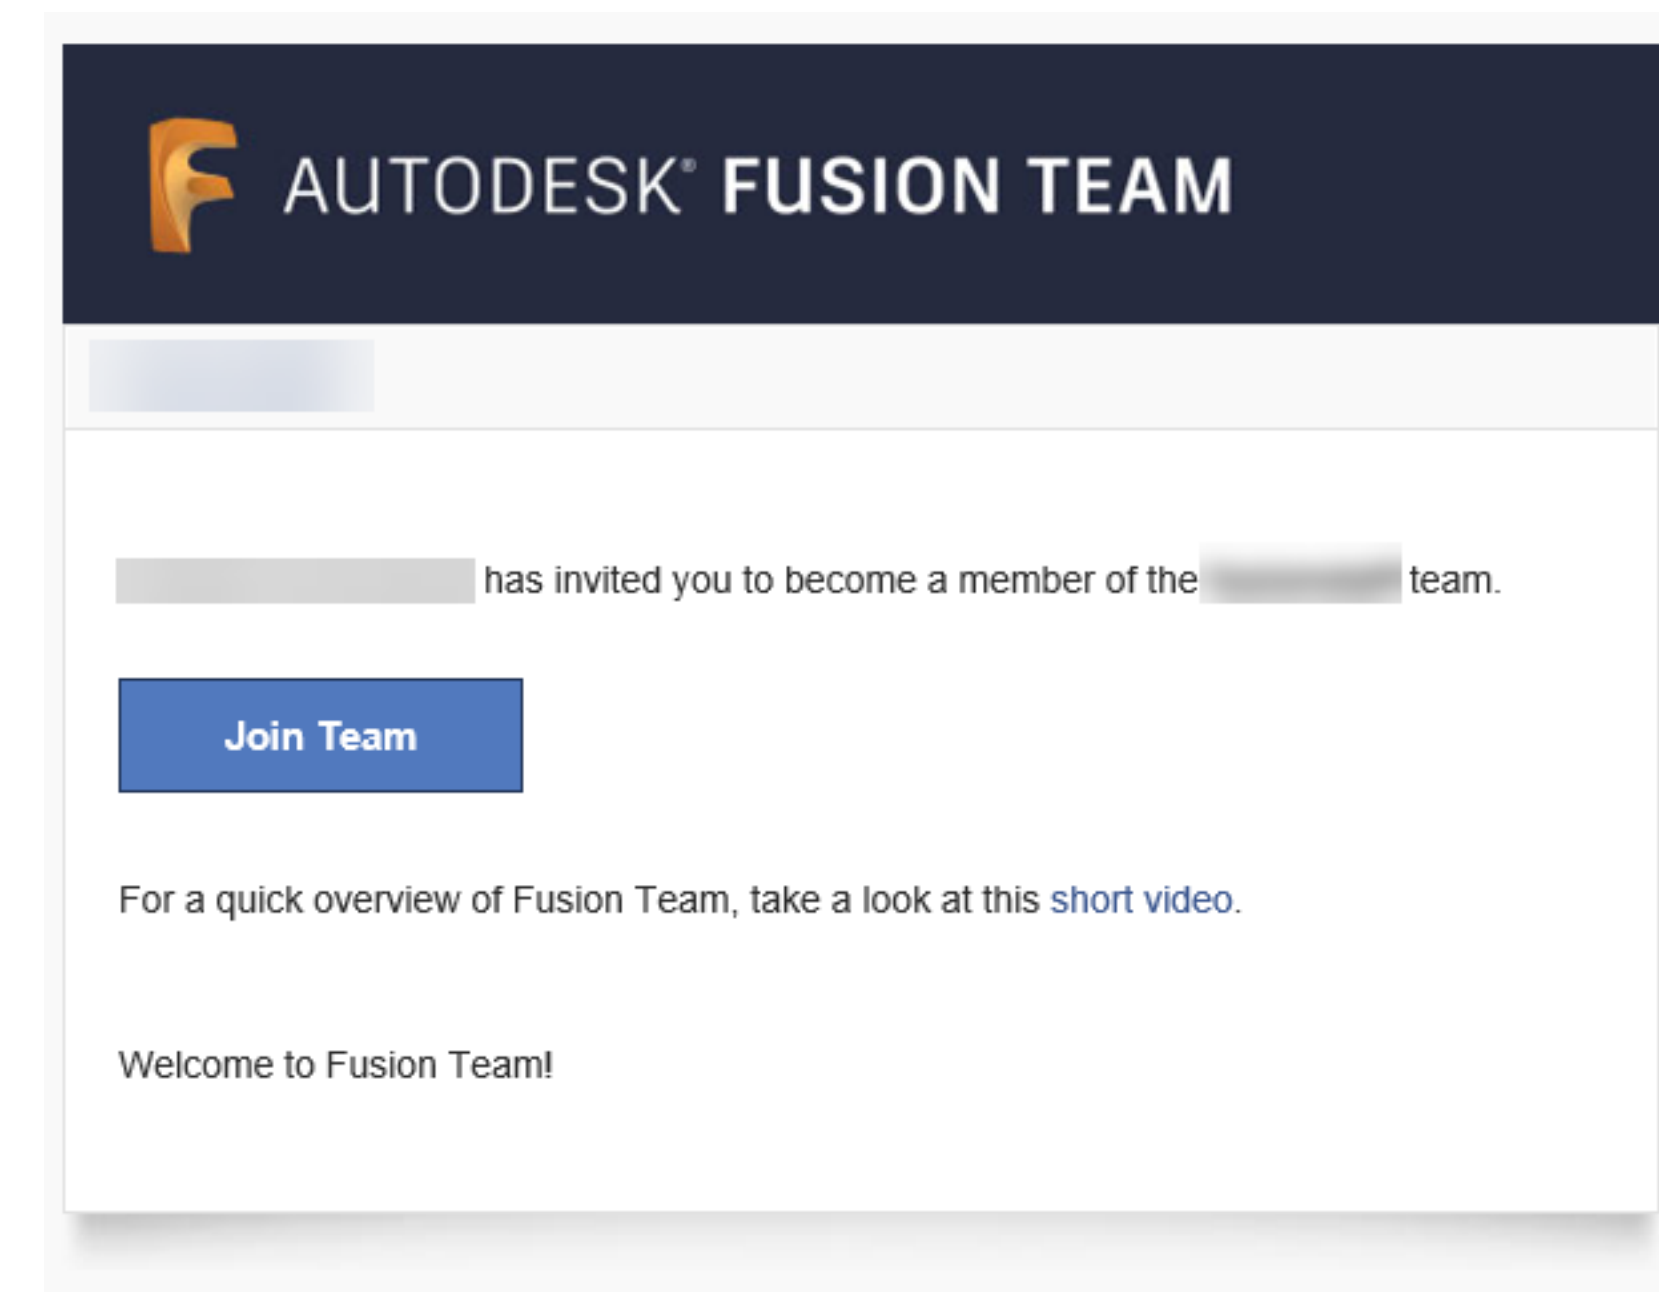 AUTODESK® FUSION TEAM
has invited you to become a member of the team.
Join Team
For a quick overview of Fusion Team, take a look at this short video.
Welcome to Fusion Team!